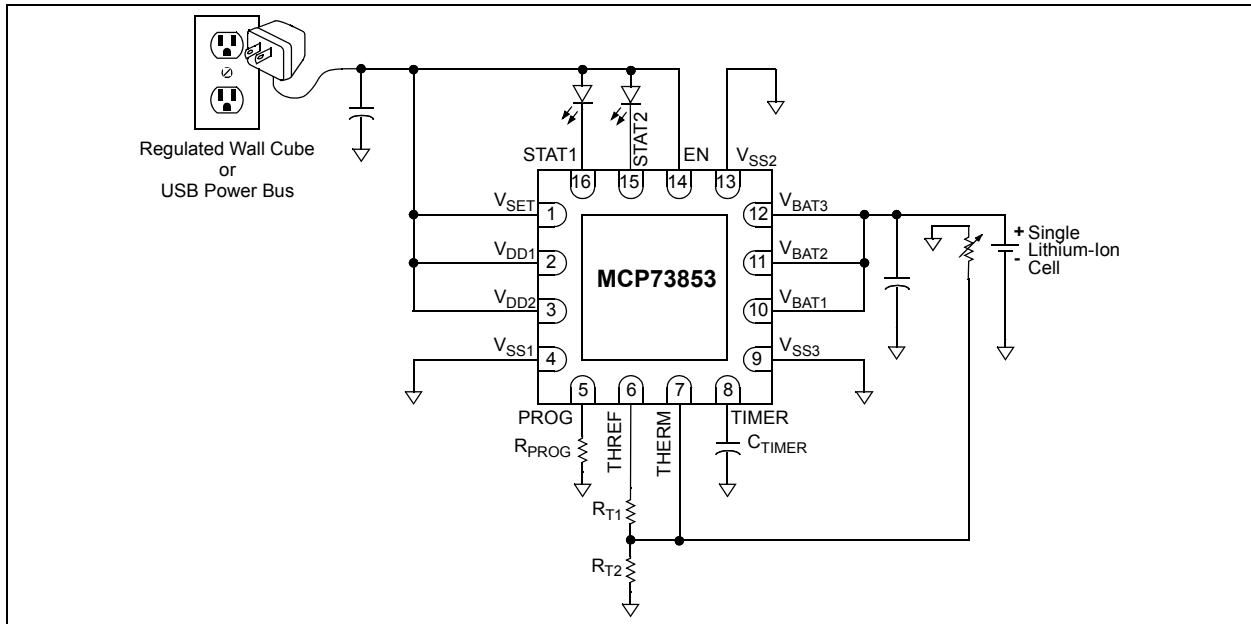 Regulated Wall Cube
or
USB Power Bus
STAT1
STAT2
EN
VSS2
16
15
14
13
VSET
1
VDD1
2
VDD2
3
VSS1
4
MCP73853
12
VBAT3
11
VBAT2
10
VBAT1
9
VSS3
+ Single
- Lithium-Ion
Cell
5
6
7
8
PROG
THREF
THERM
TIMER
RPROG
CTIMER
RT1
RT2